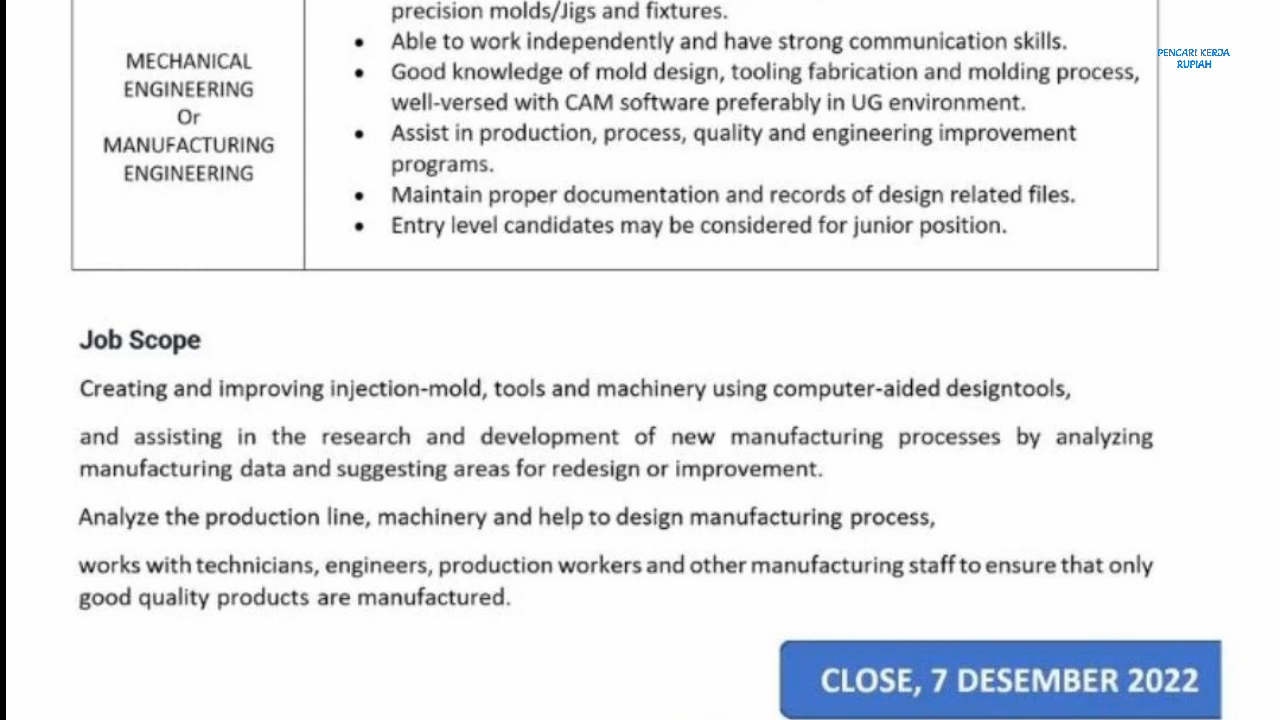 precision molds/Jigs and fixtures.
• Able to work independently and have strong communication skills.
• Good knowledge of mold design, tooling fabrication and molding process,
well-versed with CAM software preferably in UG environment.
• Assist in production, process, quality and engineering improvement
programs.
• Maintain proper documentation and records of design related files.
• Entry level candidates may be considered for junior position.
MECHANICAL
ENGINEERING
Or
MANUFACTURING
ENGINEERING
PENCARI KERJA
RUPIAH
Job Scope
Creating and improving injection-mold, tools and machinery using computer-aided designtools,
and assisting in the research and development of new manufacturing processes by analyzing
manufacturing data and suggesting areas for redesign or improvement.
Analyze the production line, machinery and help to design manufacturing process,
works with technicians, engineers, production workers and other manufacturing staff to ensure that only
good quality products are manufactured.
CLOSE, 7 DESEMBER 2022